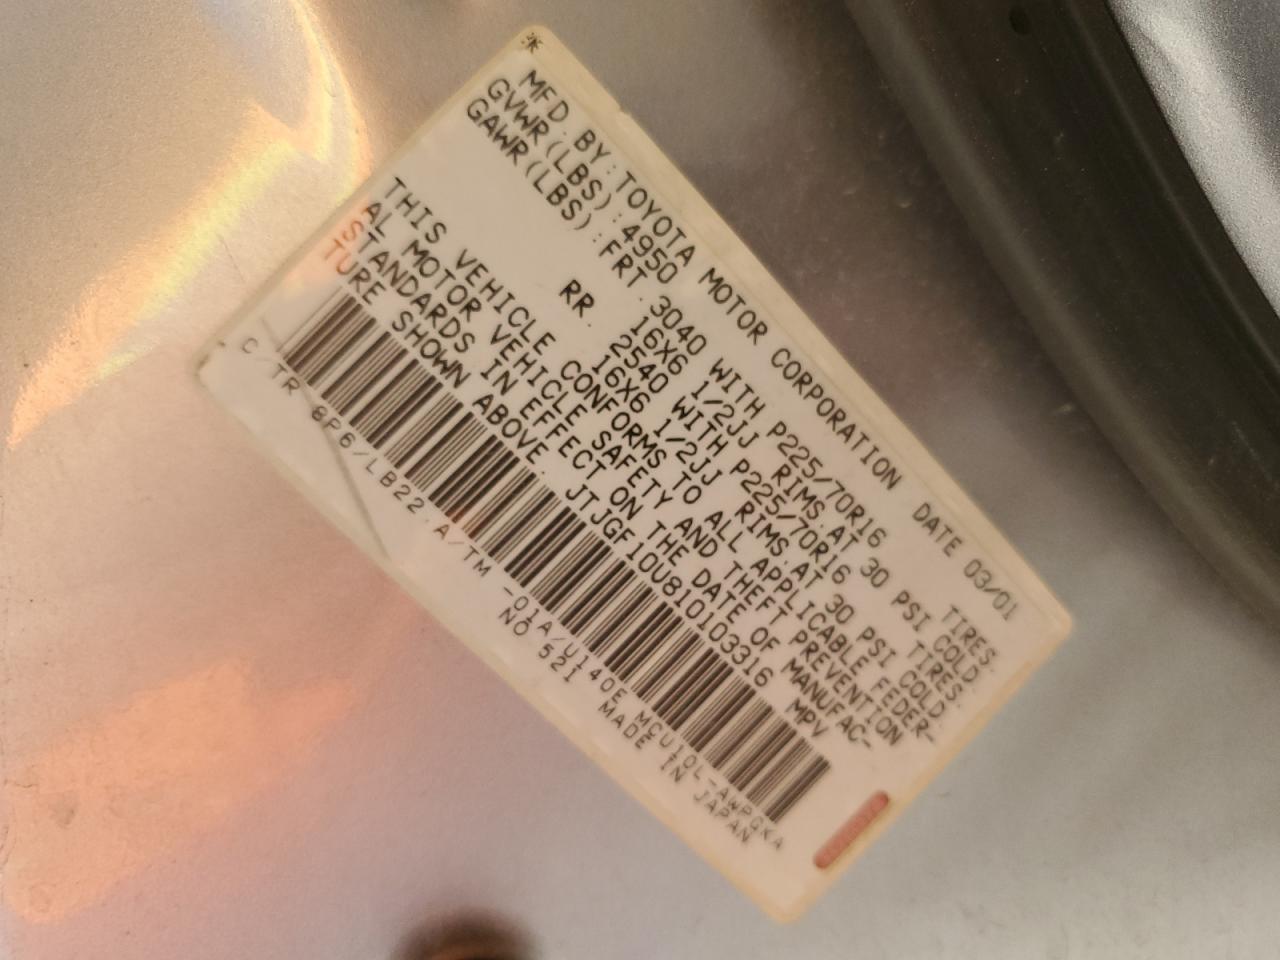 MFD. BY: TOYOTA MOTOR CORPORATION DATE 03/01
GVWR(LBS): 4950
GAWR(LBS): FRT. 3040 WITH P225/70R16 TIRES.
16X6 1/2JJ RIMS.AT 30 PSI COLD.
RR. 2540 WITH P225/70R16 TIRES.
16X6 1/2JJ RIMS.AT 30 PSI COLD.
THIS VEHICLE CONFORMS TO ALL APPLICABLE FEDER-
AL MOTOR VEHICLE SAFETY AND THEFT PREVENTION
STANDARDS IN EFFECT ON THE DATE OF MANUFAC-
TURE SHOWN ABOVE. JTJGF10U810103316 MPV
C/TR 6P6/LB22 A/TM -01A/U140E MCU10L-AWPGKA
NO 521 MADE IN JAPAN